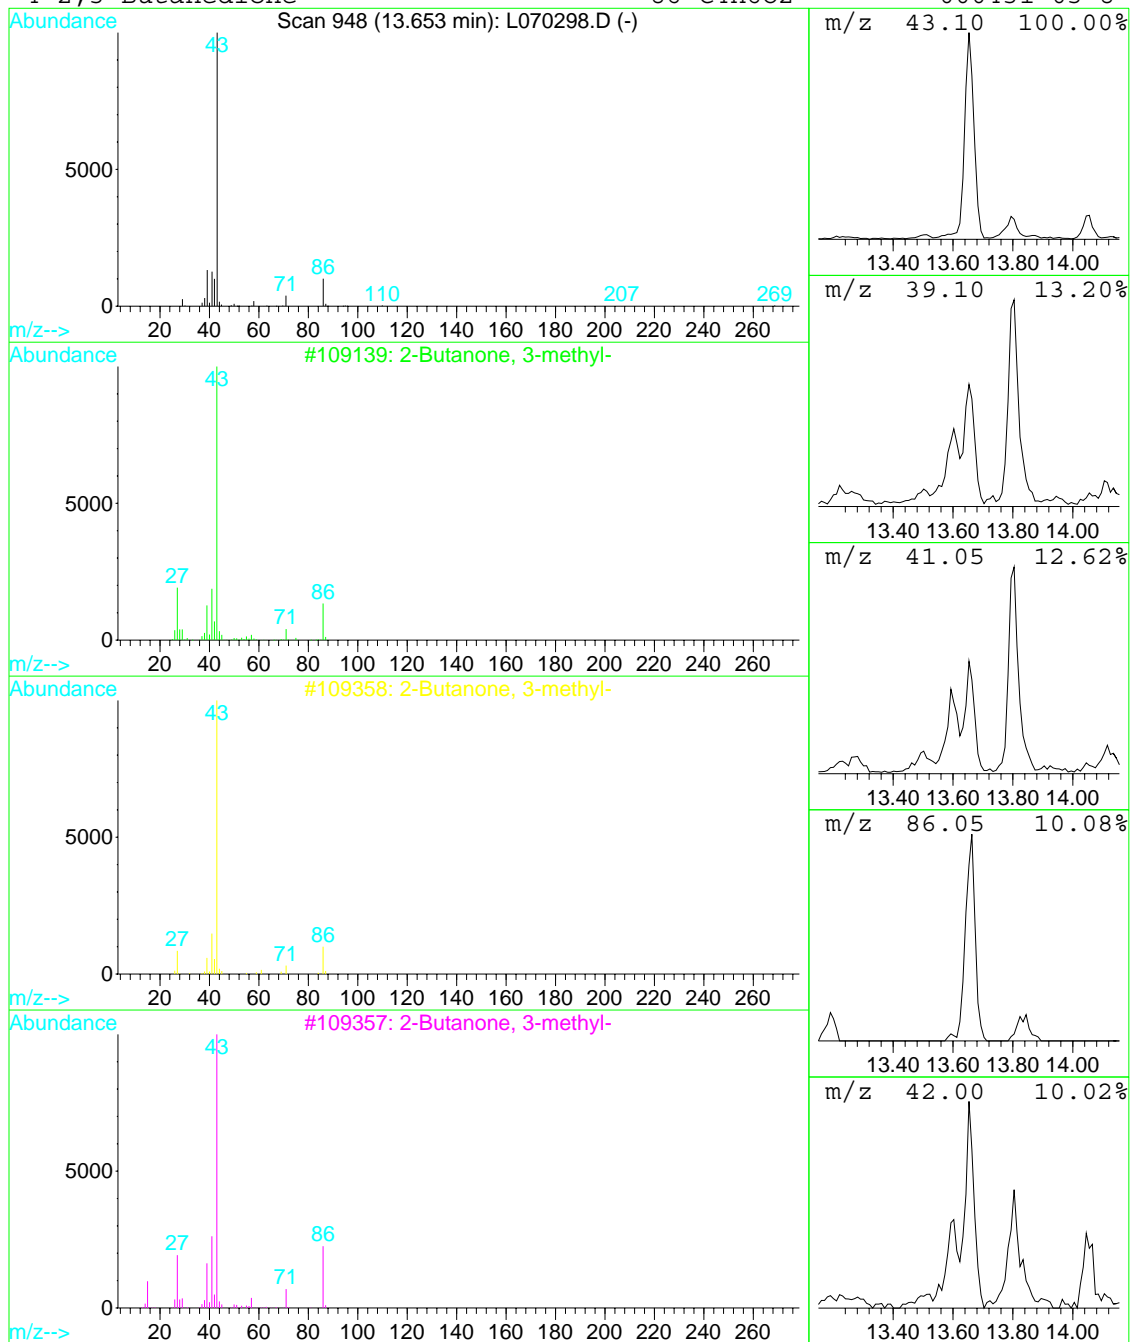 Abundance Scan 948 (13.653 min): L070298.D (-)
43
5000
86
71
110 207 269
0
20 40 60 80 100 120 140 160 180 200 220 240 260
m/z-->
Abundance #109139: 2-Butanone, 3-methyl-
43
5000
27
86
71
0
20 40 60 80 100 120 140 160 180 200 220 240 260
m/z-->
Abundance #109358: 2-Butanone, 3-methyl-
43
5000
27 86
71
0
20 40 60 80 100 120 140 160 180 200 220 240 260
m/z-->
Abundance #109357: 2-Butanone, 3-methyl-
43
5000
27 86
71
0
20 40 60 80 100 120 140 160 180 200 220 240 260
m/z-->
m/z 43.10 100.00%
13.40 13.60 13.80 14.00
m/z 39.10 13.20%
13.40 13.60 13.80 14.00
m/z 41.05 12.62%
13.40 13.60 13.80 14.00
m/z 86.05 10.08%
13.40 13.60 13.80 14.00
m/z 42.00 10.02%
13.40 13.60 13.80 14.00